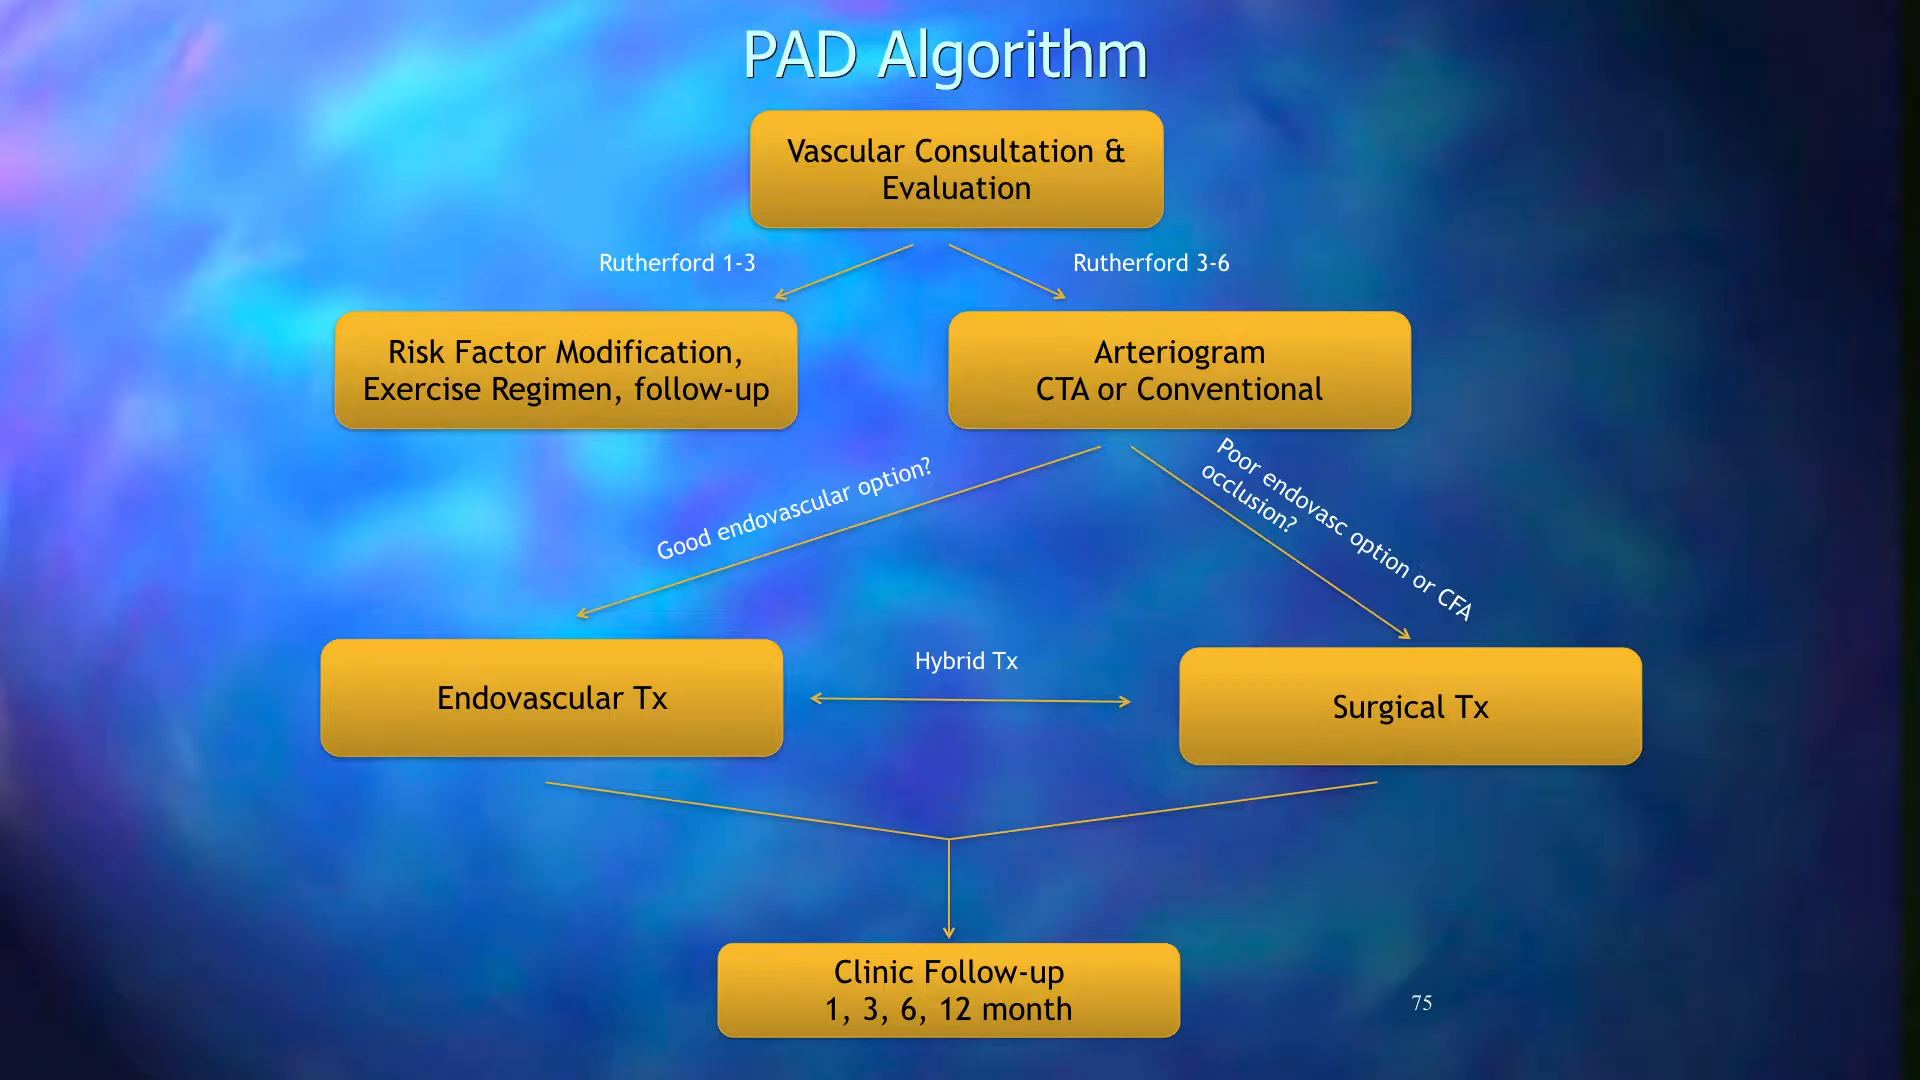 PAD Algorithm
Vascular Consultation &
Evaluation
Rutherford 1-3
Rutherford 3-6
Risk Factor Modification,
Exercise Regimen, follow-up
Arteriogram
CTA or Conventional
Good endovascular option?
Poor endovasc option or CFA
occlusion?
Endovascular Tx
Hybrid Tx
Surgical Tx
Clinic Follow-up
1, 3, 6, 12 month
75